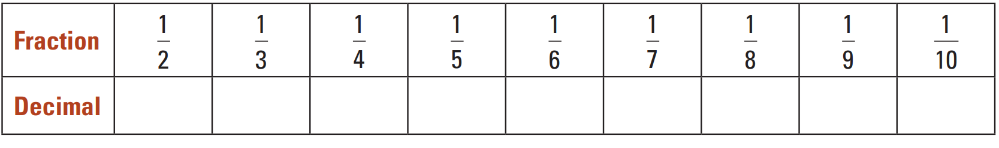 Fraction 1/2 1/3 1/4 1/5 1/6 1/7 1/8 1/9 1/10
Decimal